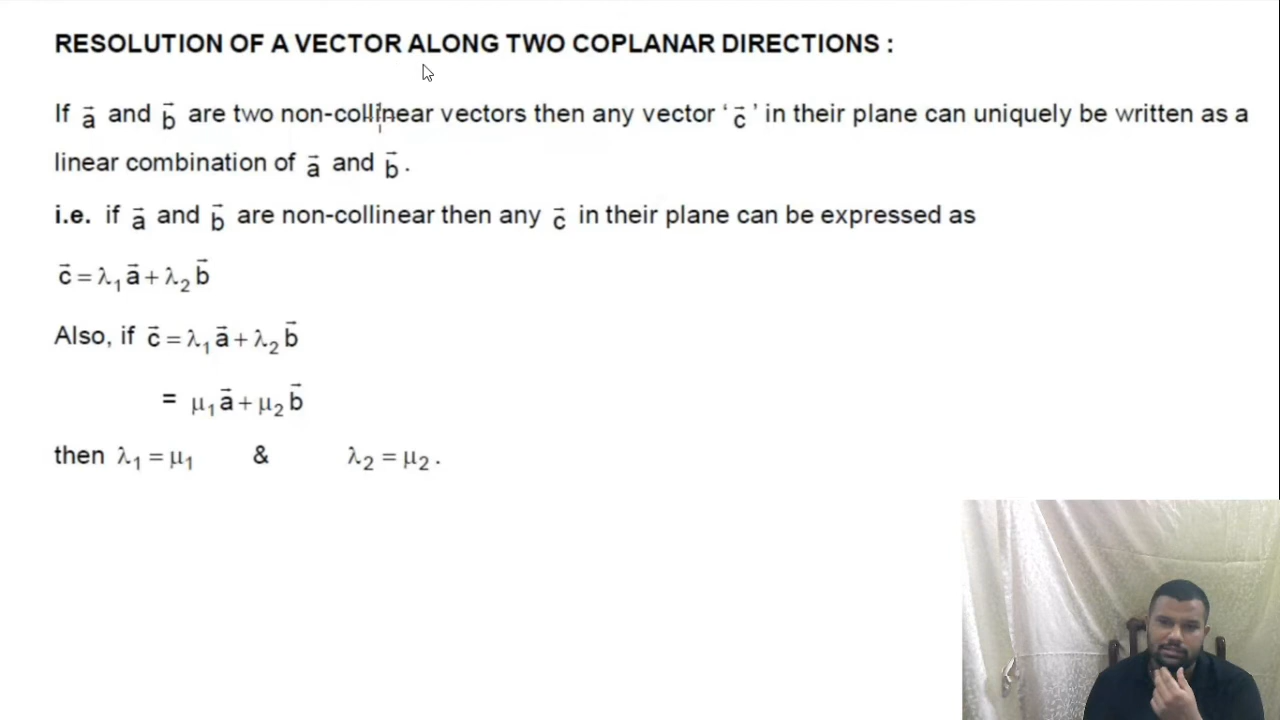 RESOLUTION OF A VECTOR ALONG TWO COPLANAR DIRECTIONS :
If a⃗ and b⃗ are two non-collinear vectors then any vector ‘ c⃗ ’ in their plane can uniquely be written as a
linear combination of a⃗ and b⃗ .
i.e. if a⃗ and b⃗ are non-collinear then any c⃗ in their plane can be expressed as
c⃗ = λ₁a⃗ + λ₂b⃗
Also, if c⃗ = λ₁a⃗ + λ₂b⃗
= μ₁a⃗ + μ₂b⃗
then λ₁ = μ₁ & λ₂ = μ₂ .